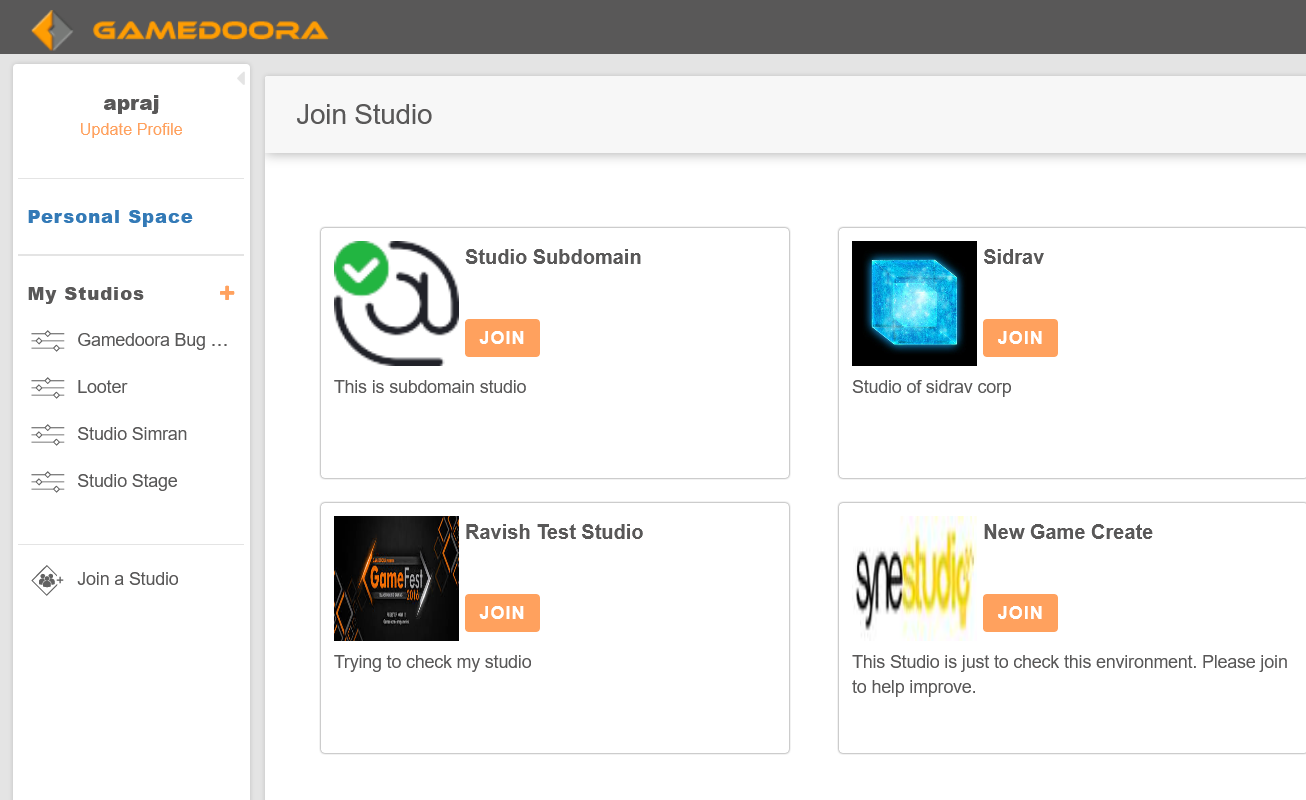 GAMEDOORA
apraj
Update Profile
Personal Space
My Studios
Gamedoora Bug ...
Looter
Studio Simran
Studio Stage
Join a Studio
Join Studio
Studio Subdomain
JOIN
This is subdomain studio
Sidrav
JOIN
Studio of sidrav corp
Ravish Test Studio
GameFest
2016
JOIN
Trying to check my studio
New Game Create
synestudio
JOIN
This Studio is just to check this environment. Please join
to help improve.